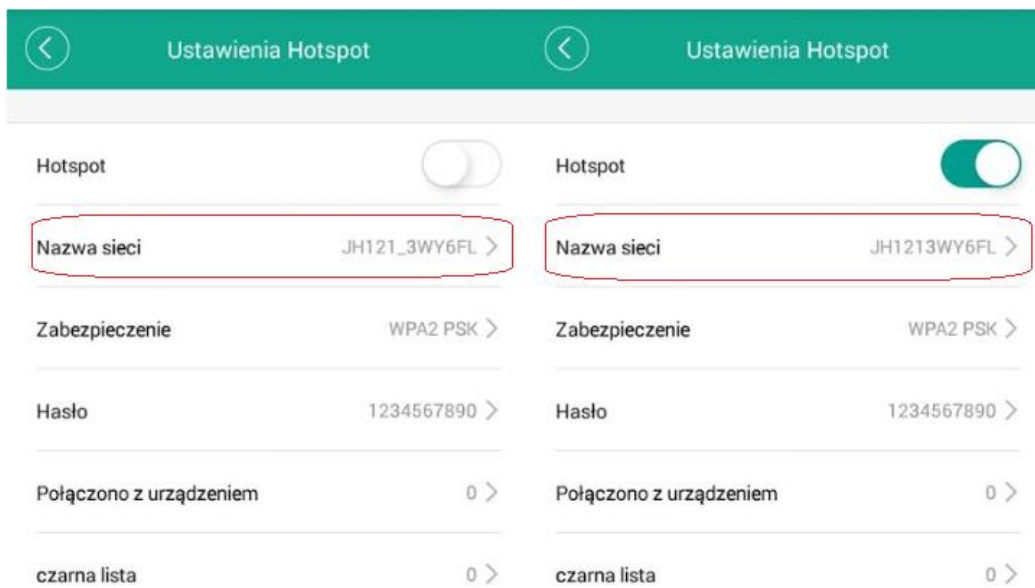 Ustawienia Hotspot
Hotspot
Nazwa sieci JH121_3WY6FL
Zabezpieczenie WPA2 PSK
Hasło 1234567890
Połączono z urządzeniem 0
czarna lista 0
Ustawienia Hotspot
Hotspot
Nazwa sieci JH1213WY6FL
Zabezpieczenie WPA2 PSK
Hasło 1234567890
Połączono z urządzeniem 0
czarna lista 0